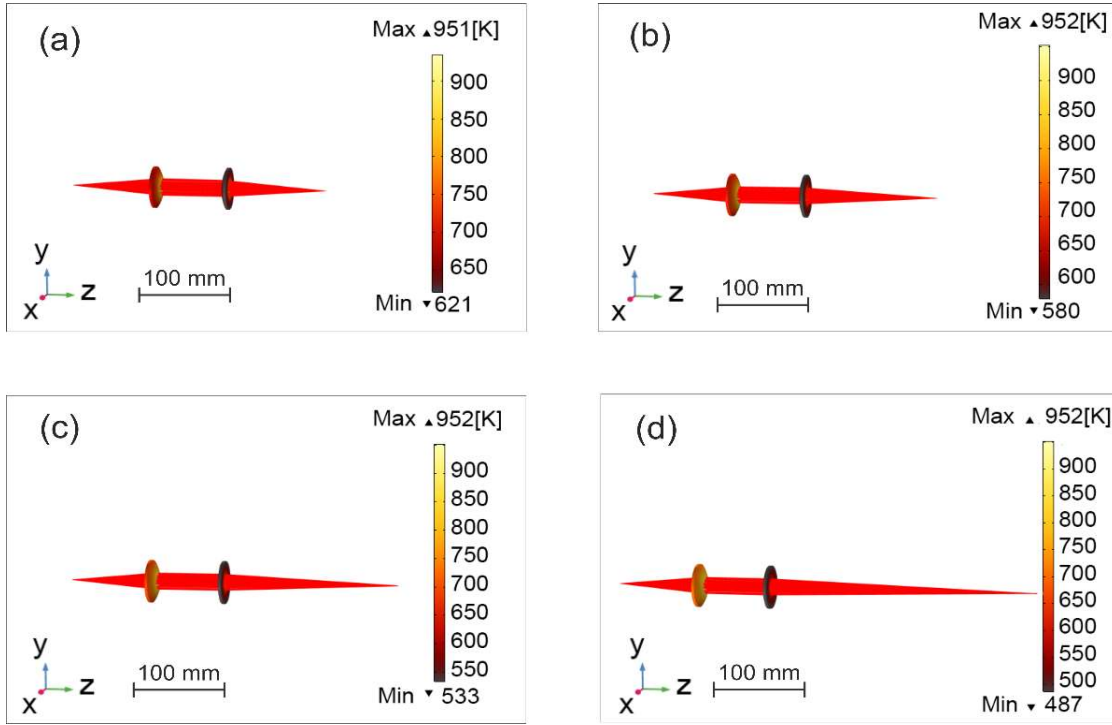 (a)
Max ▲951[K]
900
850
800
750
700
650
Min ▼621
y
z
x
100 mm
(b)
Max ▲952[K]
900
850
800
750
700
650
600
Min ▼580
y
z
x
100 mm
(c)
Max ▲952[K]
900
850
800
750
700
650
600
550
Min ▼ 533
y
z
x
100 mm
(d)
Max ▲ 952[K]
900
850
800
750
700
650
600
550
500
Min ▼ 487
y
z
x
100 mm